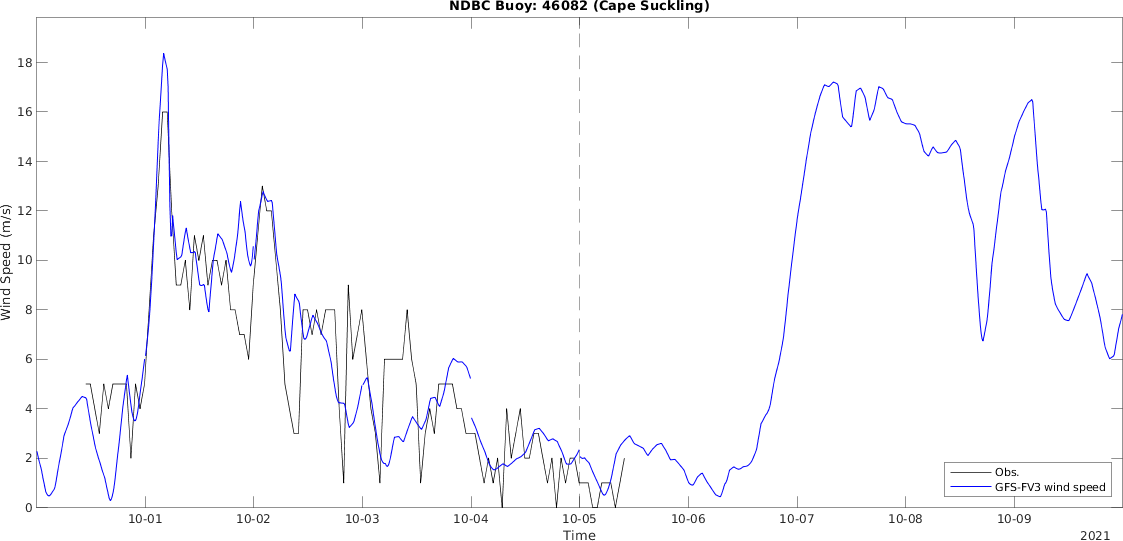 NDBC Buoy: 46082 (Cape Suckling)
18
16
14
12
10
8
6
4
2
0
Wind Speed (m/s)
10-01 10-02 10-03 10-04 10-05 10-06 10-07 10-08 10-09
Time
2021
Obs.
GFS-FV3 wind speed